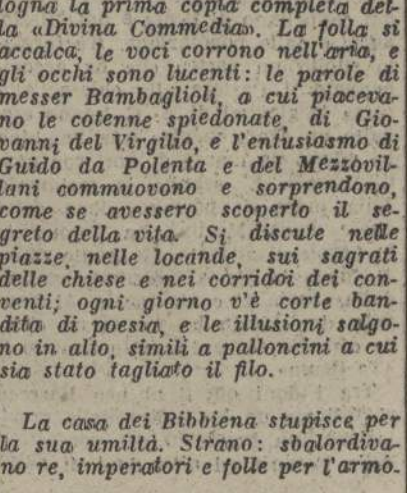 logna la prima copia completa del-
la «Divina Commedia». La folla si
accalca, le voci corrono nell'aria, e
gli occhi sono lucenti: le parole di
messer Bambaglioli, a cui piaceva-
no le cotenne spiedonate, di Gio-
vanni del Virgilio, e l'entusiasmo di
Guido da Polenta e del Mezzovil-
lani commuovono e sorprendono,
come se avessero scoperto il se-
greto della vita. Si discute nelle
piazze, nelle locande, sui sagrati
delle chiese e nei corridoi dei con-
venti; ogni giorno v'è corte ban-
dita di poesia, e le illusioni salgo-
no in alto, simili a palloncini a cui
sia stato tagliato il filo.
La casa dei Bibbiena stupisce per
la sua umiltà. Strano: sbalordiva-
no re, imperatori e folle per l'armo-